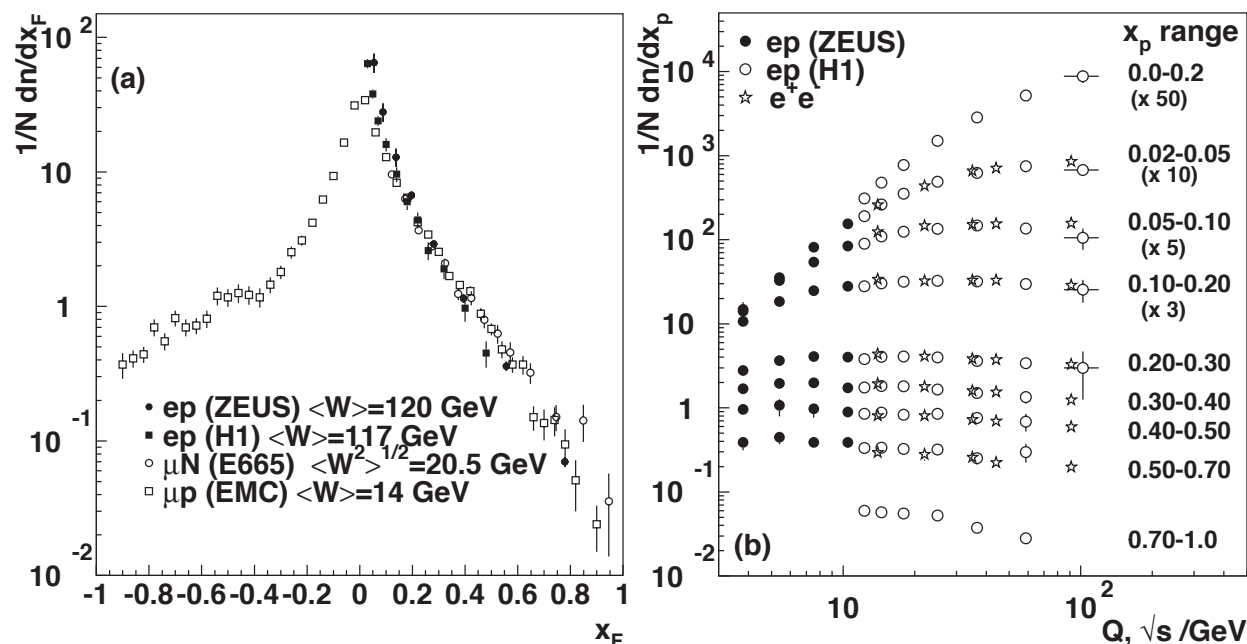 1/N dn/dx_F
10^2
10
1
10^-1
10^-2
(a)
ep (ZEUS) <W>=120 GeV
ep (H1) <W>=117 GeV
μN (E665) <W^2>^1/2=20.5 GeV
μp (EMC) <W>=14 GeV
-1 -0.8 -0.6 -0.4 -0.2 0 0.2 0.4 0.6 0.8 1
x_F
1/N dn/dx_p
10^4
10^3
10^2
10
1
10^-1
10^-2
ep (ZEUS)
ep (H1)
e^+e^-
x_p range
0.0-0.2
(x 50)
0.02-0.05
(x 10)
0.05-0.10
(x 5)
0.10-0.20
(x 3)
0.20-0.30
0.30-0.40
0.40-0.50
0.50-0.70
0.70-1.0
(b)
10 10^2
Q, √s /GeV